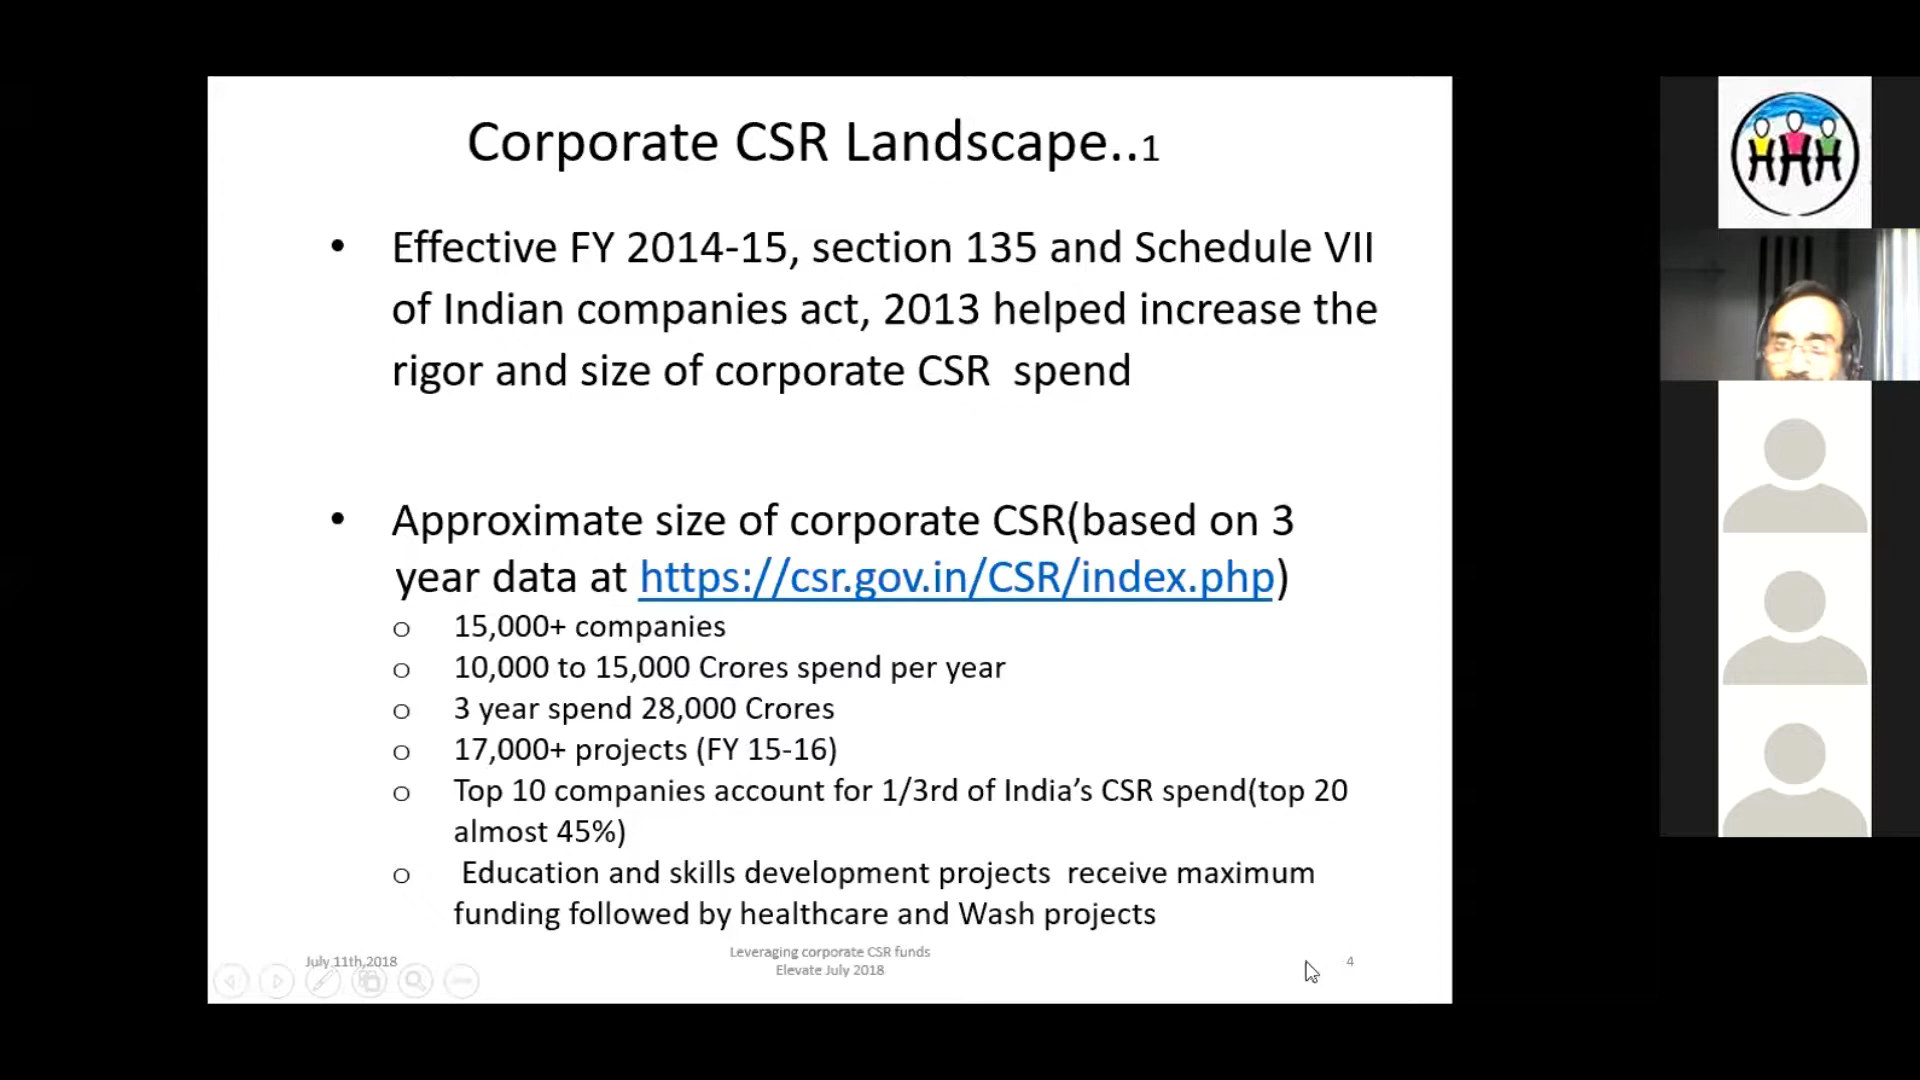 Corporate CSR Landscape..1
• Effective FY 2014-15, section 135 and Schedule VII
of Indian companies act, 2013 helped increase the
rigor and size of corporate CSR  spend
• Approximate size of corporate CSR(based on 3
year data at https://csr.gov.in/CSR/index.php)
o 15,000+ companies
o 10,000 to 15,000 Crores spend per year
o 3 year spend 28,000 Crores
o 17,000+ projects (FY 15-16)
o Top 10 companies account for 1/3rd of India’s CSR spend(top 20
almost 45%)
o Education and skills development projects  receive maximum
funding followed by healthcare and Wash projects
July 11th,2018
Leveraging corporate CSR funds
Elevate July 2018
4